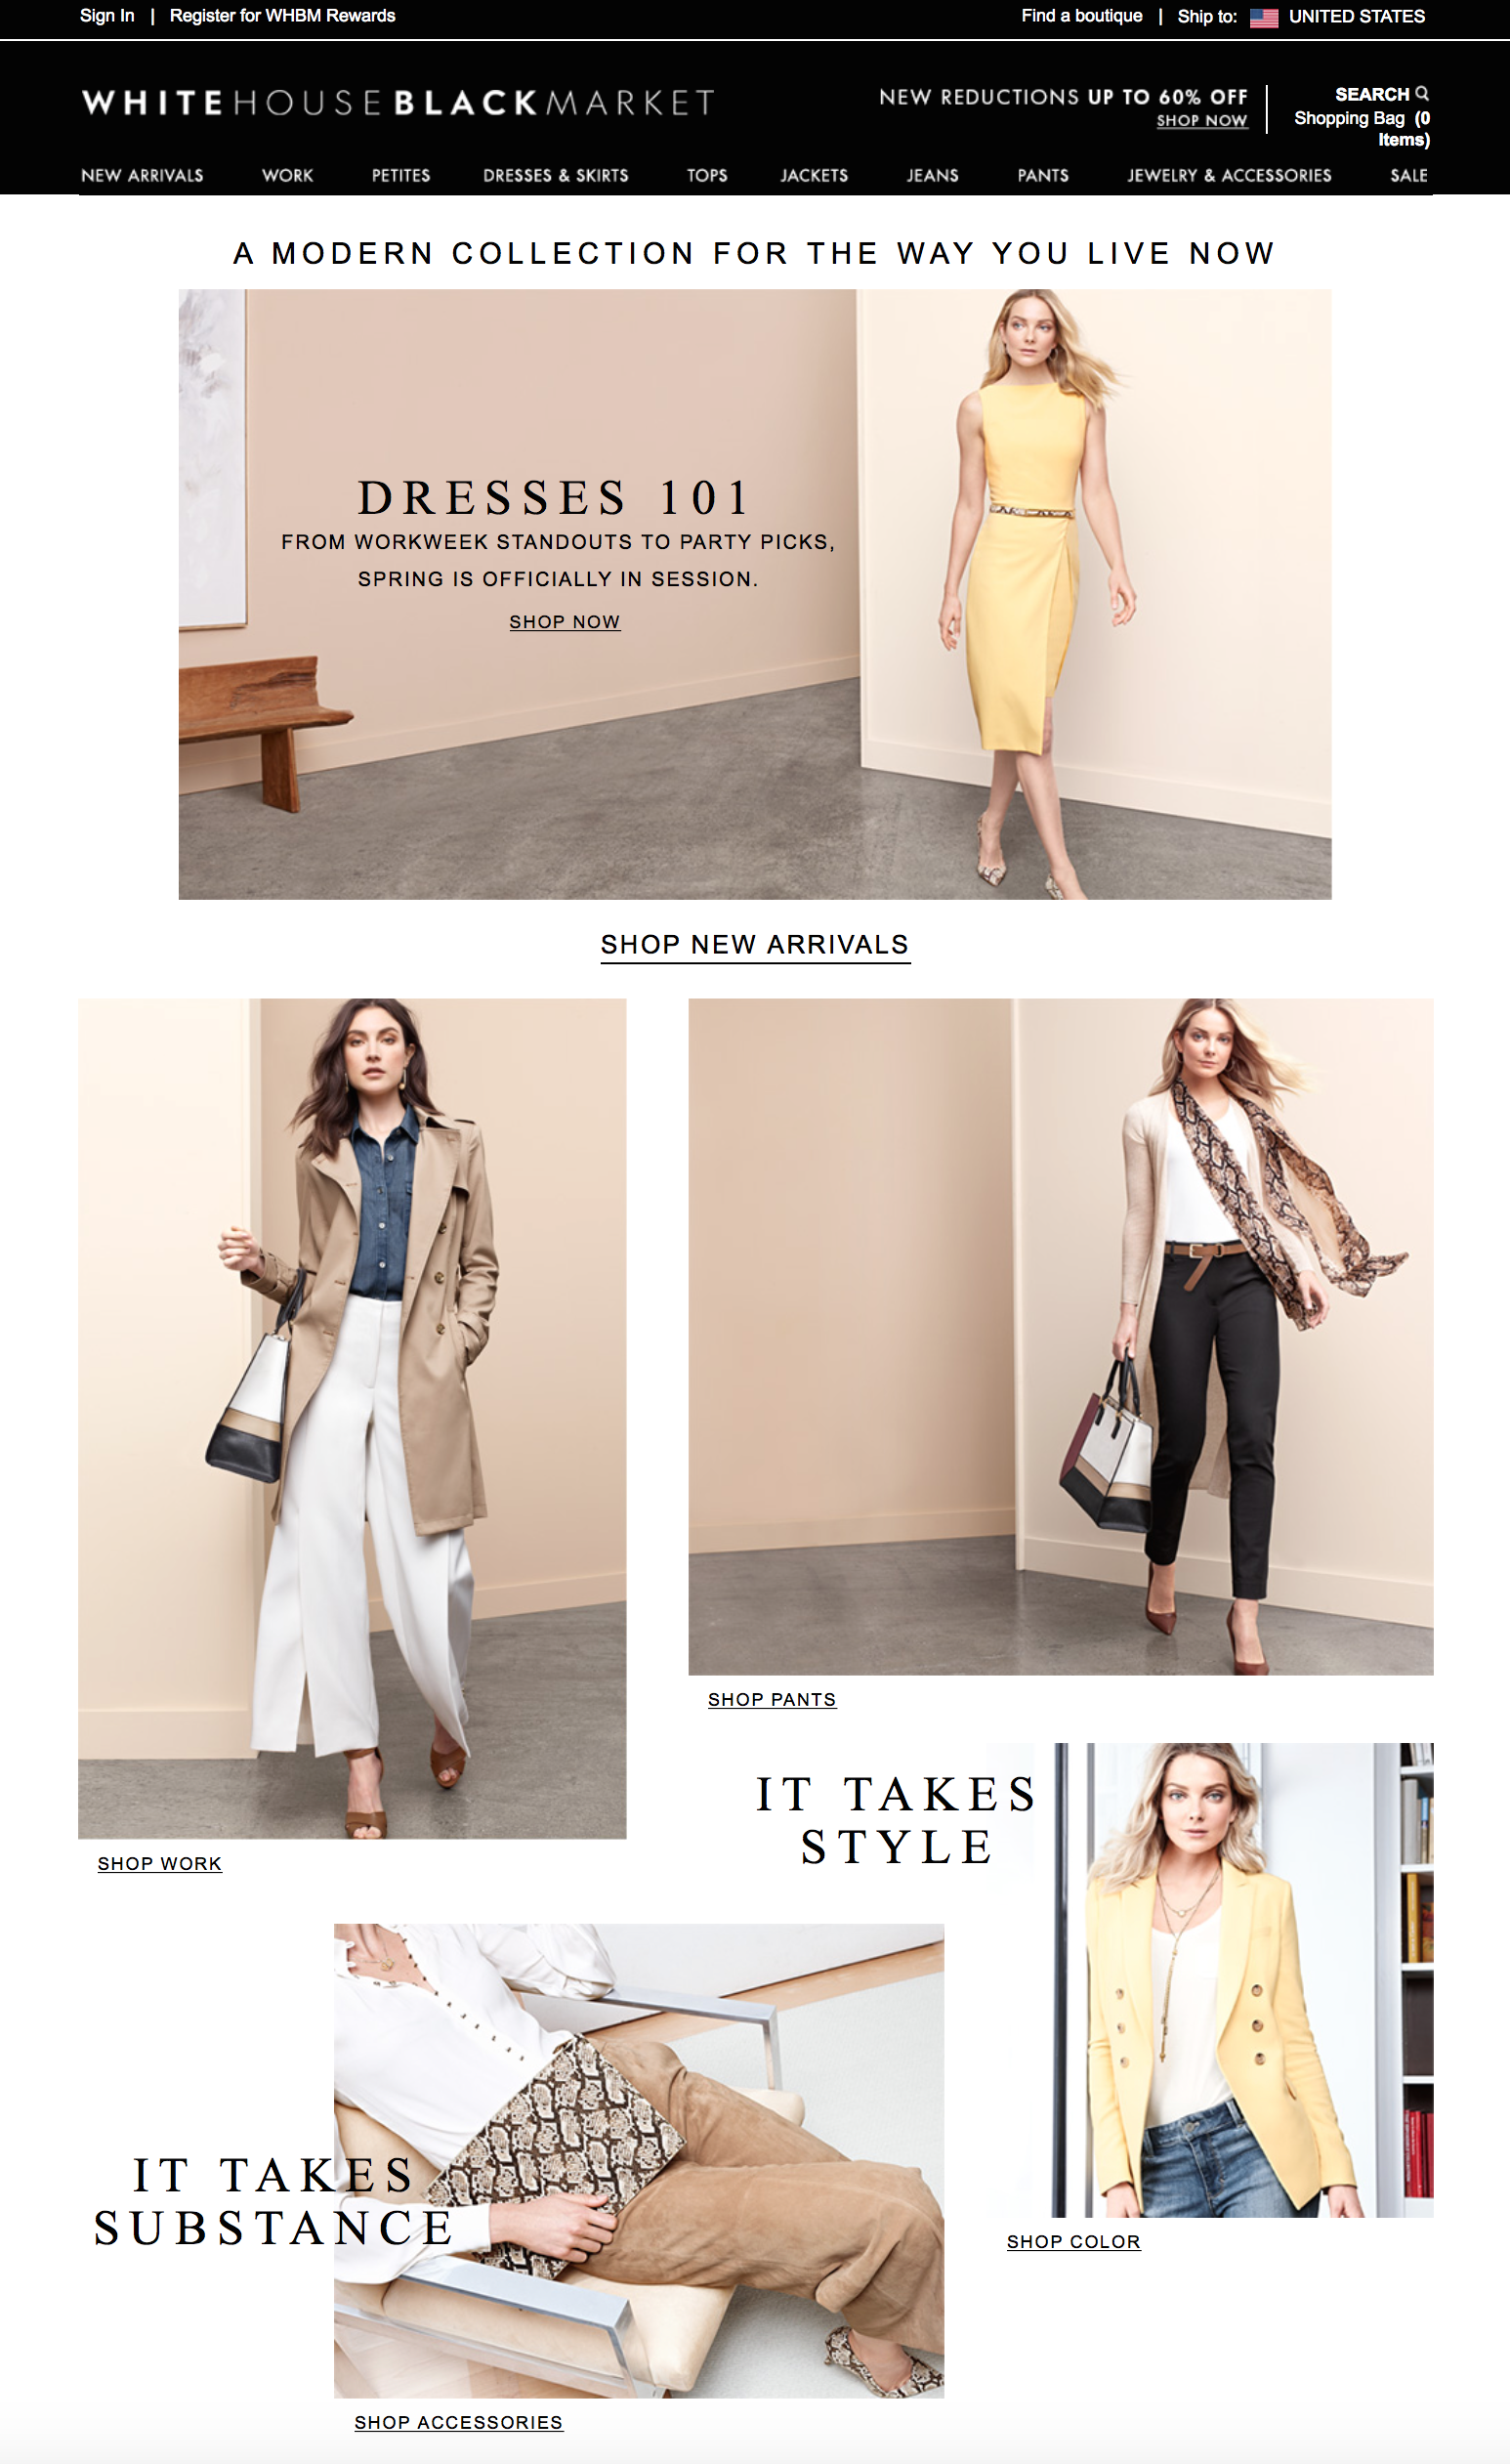 Sign In | Register for WHBM Rewards
Find a boutique | Ship to: UNITED STATES
WHITE HOUSE BLACK MARKET
NEW REDUCTIONS UP TO 60% OFF
SHOP NOW
SEARCH
Shopping Bag (0
Items)
NEW ARRIVALS WORK PETITES DRESSES & SKIRTS TOPS JACKETS JEANS PANTS JEWELRY & ACCESSORIES SALE
A MODERN COLLECTION FOR THE WAY YOU LIVE NOW
DRESSES 101
FROM WORKWEEK STANDOUTS TO PARTY PICKS,
SPRING IS OFFICIALLY IN SESSION.
SHOP NOW
SHOP NEW ARRIVALS
SHOP PANTS
IT TAKES
STYLE
SHOP WORK
IT TAKES
SUBSTANCE
SHOP COLOR
SHOP ACCESSORIES